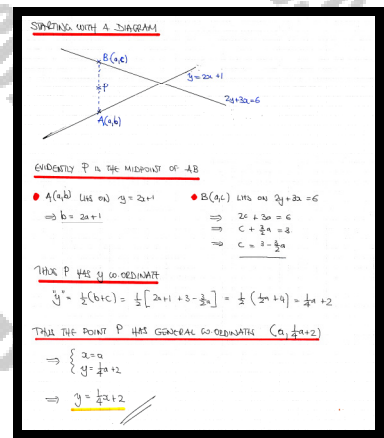 STARTING WITH A DIAGRAM
B(a,c)
y=2x+1
P
2y+3x=6
A(a,b)
EVIDENTLY P IS THE MIDPOINT OF AB
• A(a,b) LIES ON y=2x+1
⇒ b = 2a+1
• B(a,c) LIES ON 2y+3x=6
⇒ 2c + 3a = 6
⇒ c + 3/2 a = 3
⇒ c = 3 - 3/2 a
THUS P HAS y CO.ORDINATE
"y" = 1/2(b+c) = 1/2[2a+1 + 3 - 3/2 a] = 1/2(1/2 a + 4) = 1/4 a + 2
THUS THE POINT P HAS GENERAL CO.ORDINATES (a, 1/4 a+2)
⇒ { x=a
y=1/4 a+2
⇒ y = 1/4 x+2